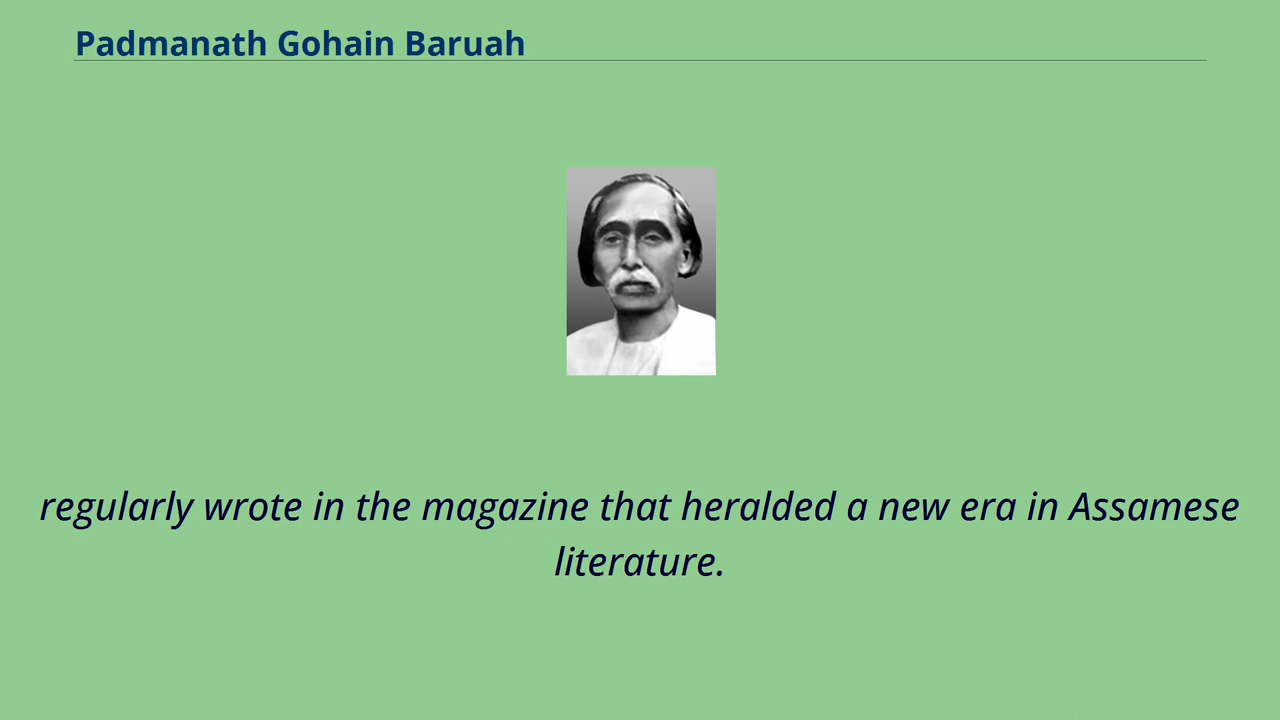 Padmanath Gohain Baruah
regularly wrote in the magazine that heralded a new era in Assamese
literature.